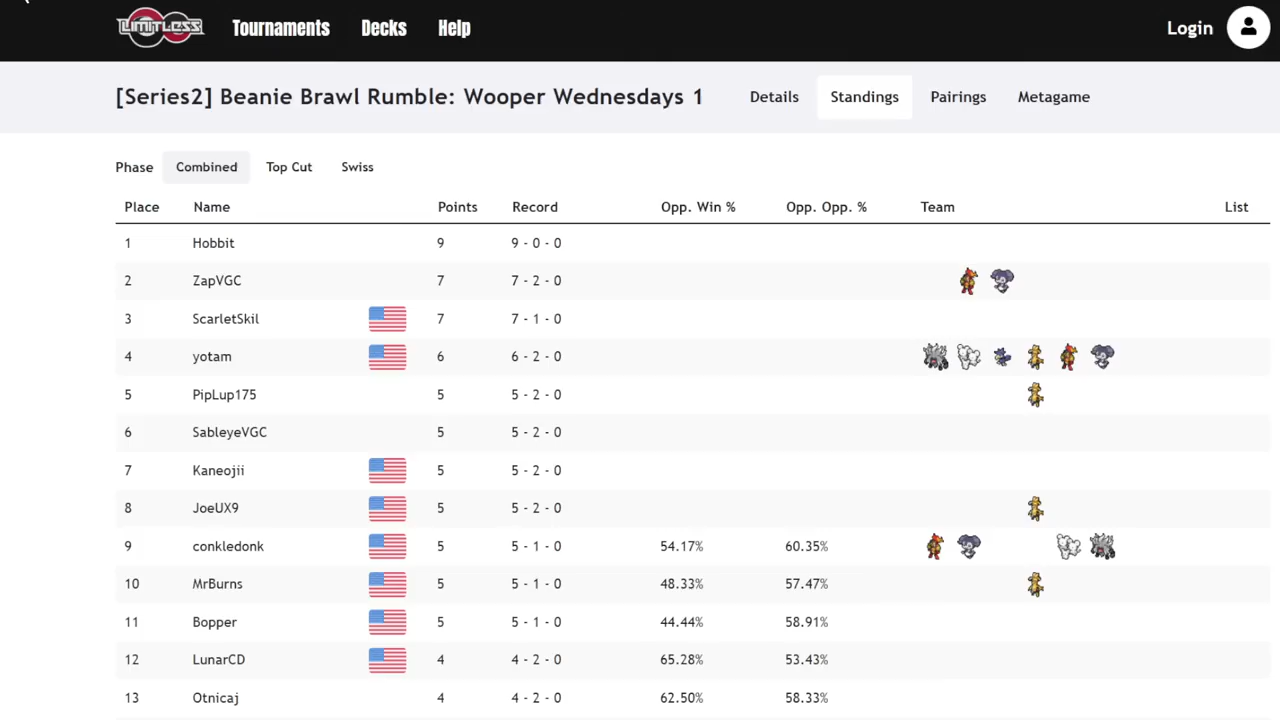 LIMITLESS Tournaments Decks Help Login
[Series2] Beanie Brawl Rumble: Wooper Wednesdays 1 Details Standings Pairings Metagame
Phase Combined Top Cut Swiss
Place Name Points Record Opp. Win % Opp. Opp. % Team List
1 Hobbit 9 9 - 0 - 0
2 ZapVGC 7 7 - 2 - 0
3 ScarletSkil 7 7 - 1 - 0
4 yotam 6 6 - 2 - 0
5 PipLup175 5 5 - 2 - 0
6 SableyeVGC 5 5 - 2 - 0
7 Kaneojii 5 5 - 2 - 0
8 JoeUX9 5 5 - 2 - 0
9 conkledonk 5 5 - 1 - 0 54.17% 60.35%
10 MrBurns 5 5 - 1 - 0 48.33% 57.47%
11 Bopper 5 5 - 1 - 0 44.44% 58.91%
12 LunarCD 4 4 - 2 - 0 65.28% 53.43%
13 Otnicaj 4 4 - 2 - 0 62.50% 58.33%